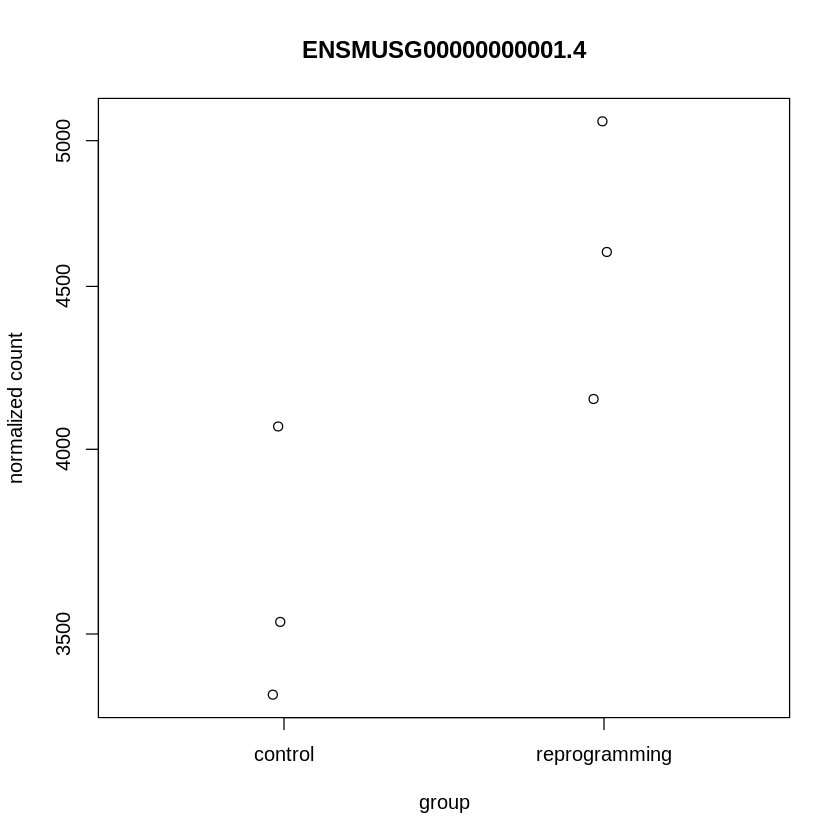 ENSMUSG00000000001.4
5000
4500
4000
3500
normalized count
control
reprogramming
group